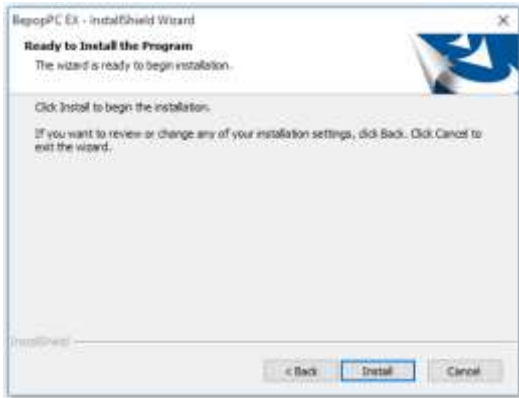 BepopPC EX - InstallShield Wizard
Ready to Install the Program
The wizard is ready to begin installation.
Click Install to begin the installation.
If you want to review or change any of your installation settings, click Back. Click Cancel to
exit the wizard.
InstallShield
< Back
Install
Cancel